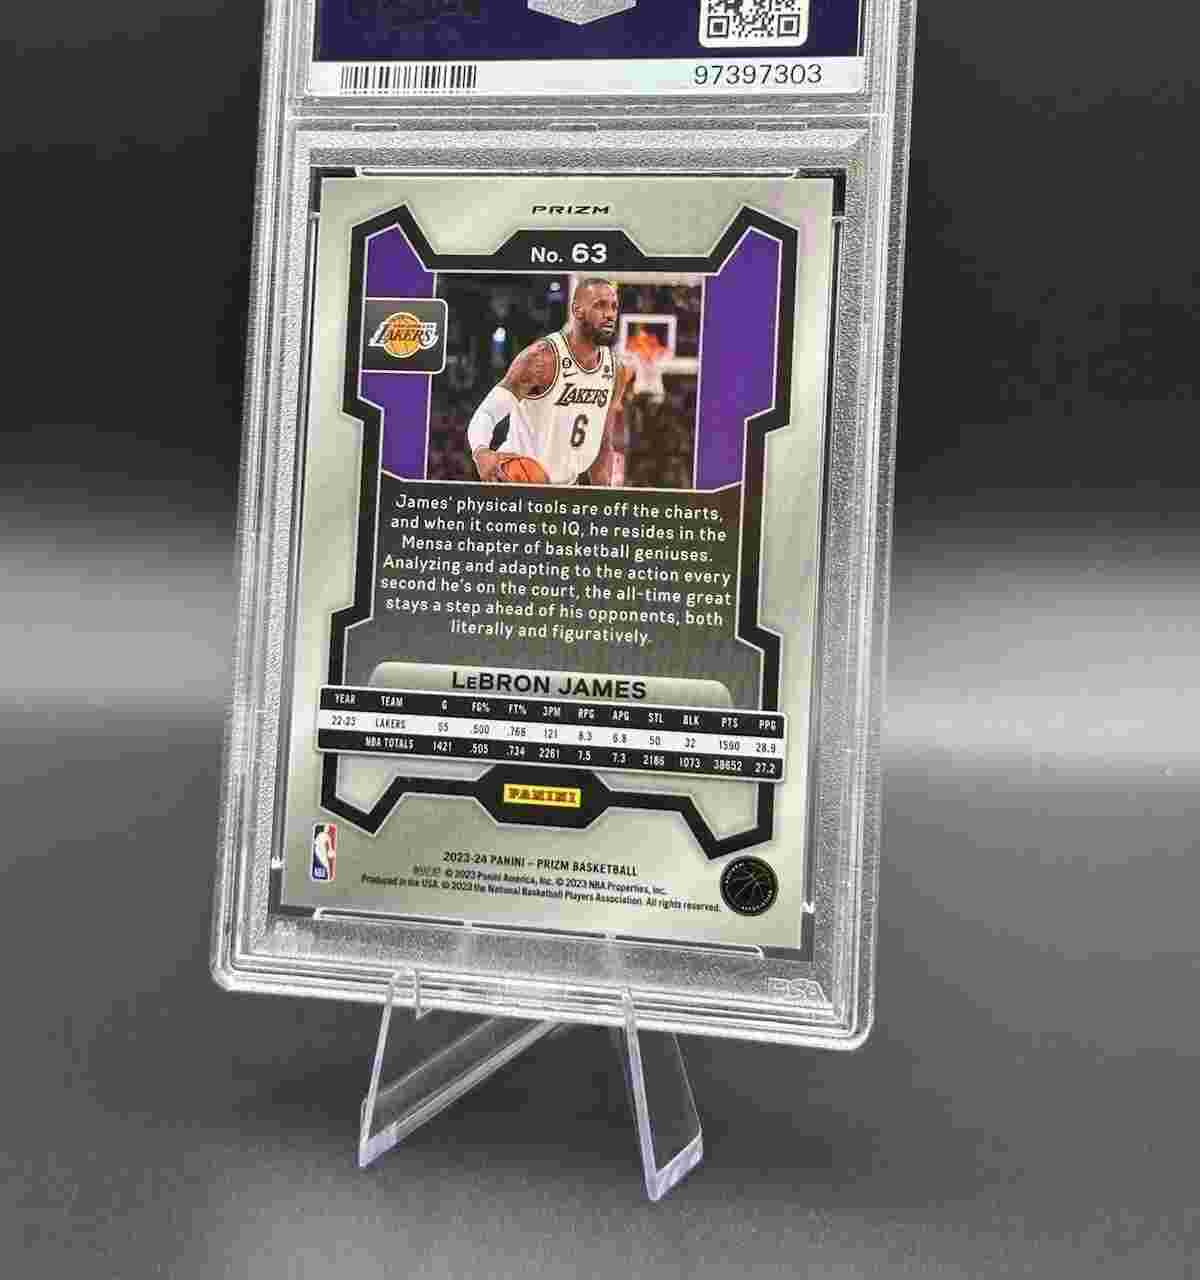 97397303
PRIZM
No. 63
LAKERS
LAKERS
6
James' physical tools are off the charts,
and when it comes to IQ, he resides in the
Mensa chapter of basketball geniuses.
Analyzing and adapting to the action every
second he's on the court, the all-time great
stays a step ahead of his opponents, both
literally and figuratively.
LeBRON JAMES
YEAR TEAM G FG% FT% 3PM RPG APG STL BLK PTS PPG
22-23 LAKERS 55 .500 .768 121 8.3 6.8 50 32 1590 28.9
NBA TOTALS 1421 .505 .734 2261 7.5 7.3 2186 1073 38652 27.2
PANINI
NBA
2023-24 PANINI – PRIZM BASKETBALL
© 2023 Panini America, Inc. © 2023 NBA Properties, Inc.
Produced in the USA. © 2023 the National Basketball Players Association. All rights reserved.
PSA